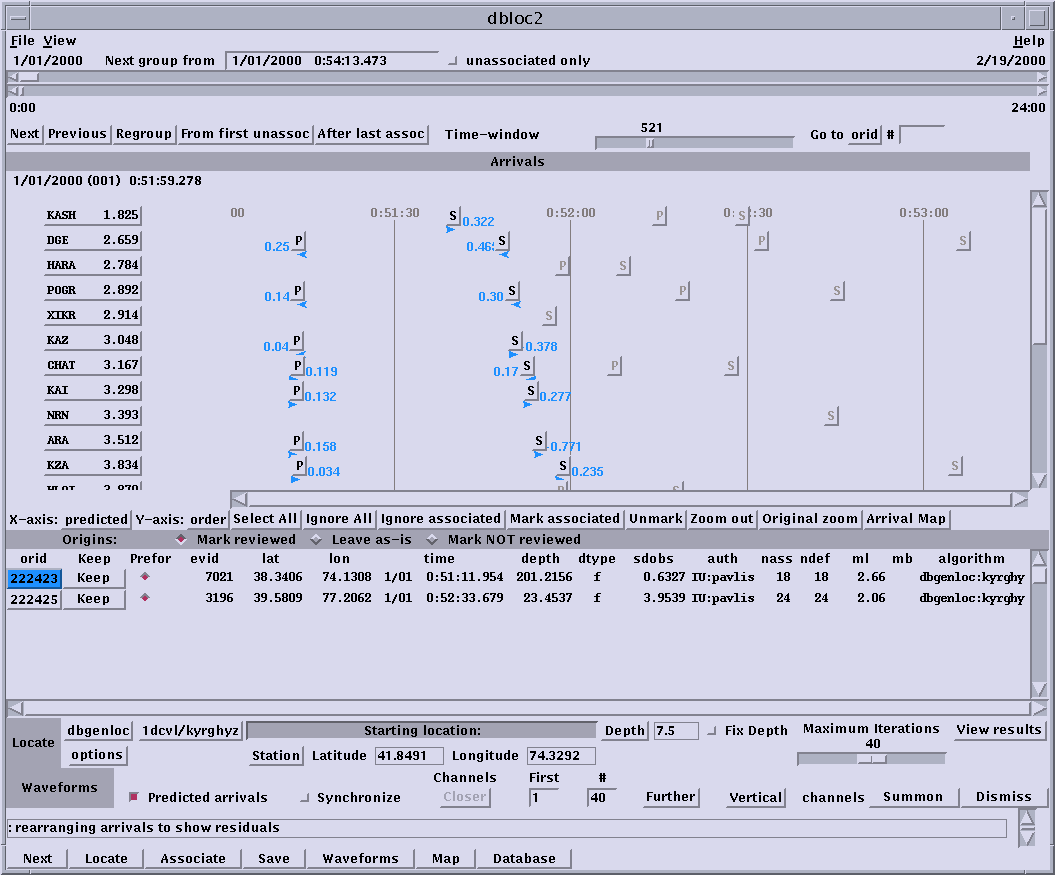 dbloc2
File View Help
1/01/2000 Next group from 1/01/2000 0:54:13.473 unassociated only 2/19/2000
0:00 24:00
Next Previous Regroup From first unassoc After last assoc Time-window 521 Go to orid #
Arrivals
1/01/2000 (001) 0:51:59.278
00 0:51:30 0:52:00 0:53:00
KASH 1.825 S 0.322 P S
DGE 2.659 0.25 P S P S
HARA 2.784 P S
POGR 2.892 0.14 P 0.30 S P S
XIKR 2.914 S
KAZ 3.048 0.04 P S -0.378
CHAT 3.167 P 0.119 0.17 S P S
KAI 3.298 P 0.132 S 0.277
NRN 3.393 S
ARA 3.512 P 0.158 S -0.771
KZA 3.834 P 0.034 S 0.235 S
X-axis: predicted Y-axis: order Select All Ignore All Ignore associated Mark associated Unmark Zoom out Original zoom Arrival Map
Origins: Mark reviewed Leave as-is Mark NOT reviewed
orid Keep Prefor evid lat lon time depth dtype sdobs auth nass ndef ml mb algorithm
222423 Keep 7021 38.3406 74.1308 1/01 0:51:11.954 201.2156 f 0.6327 IU:pavlis 18 18 2.66 dbgenloc:kyrghy
222425 Keep 3196 39.5809 77.2062 1/01 0:52:33.679 23.4537 f 3.9539 IU:pavlis 24 24 2.06 dbgenloc:kyrghy
Locate dbgenloc 1dcvl/kyrghyz Starting location: Depth 7.5 Fix Depth Maximum Iterations 40 View results
options Station Latitude 41.8491 Longitude 74.3292
Waveforms Predicted arrivals Synchronize Channels Closer First 1 # 40 Further Vertical channels Summon Dismiss
: rearranging arrivals to show residuals
Next Locate Associate Save Waveforms Map Database